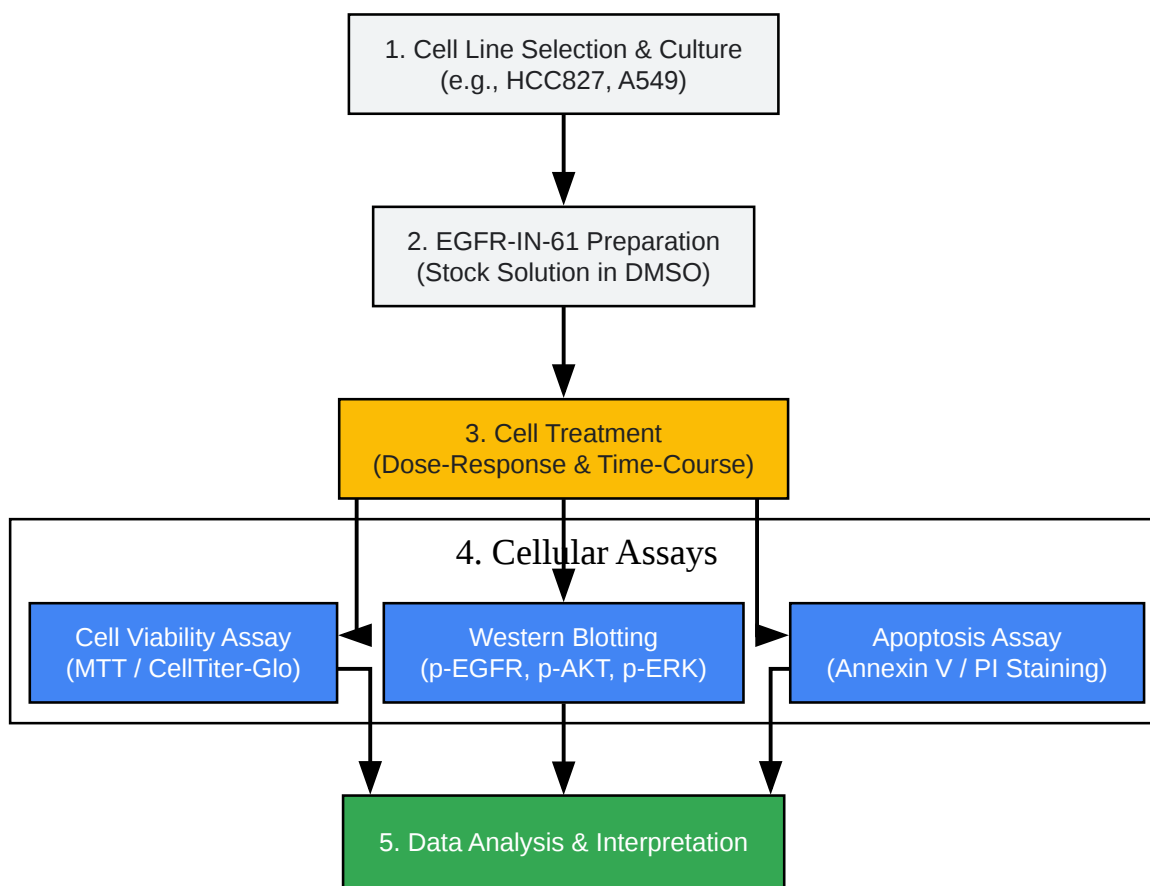 1. Cell Line Selection & Culture
(e.g., HCC827, A549)
2. EGFR-IN-61 Preparation
(Stock Solution in DMSO)
3. Cell Treatment
(Dose-Response & Time-Course)
4. Cellular Assays
Cell Viability Assay
(MTT / CellTiter-Glo)
Western Blotting
(p-EGFR, p-AKT, p-ERK)
Apoptosis Assay
(Annexin V / PI Staining)
5. Data Analysis & Interpretation